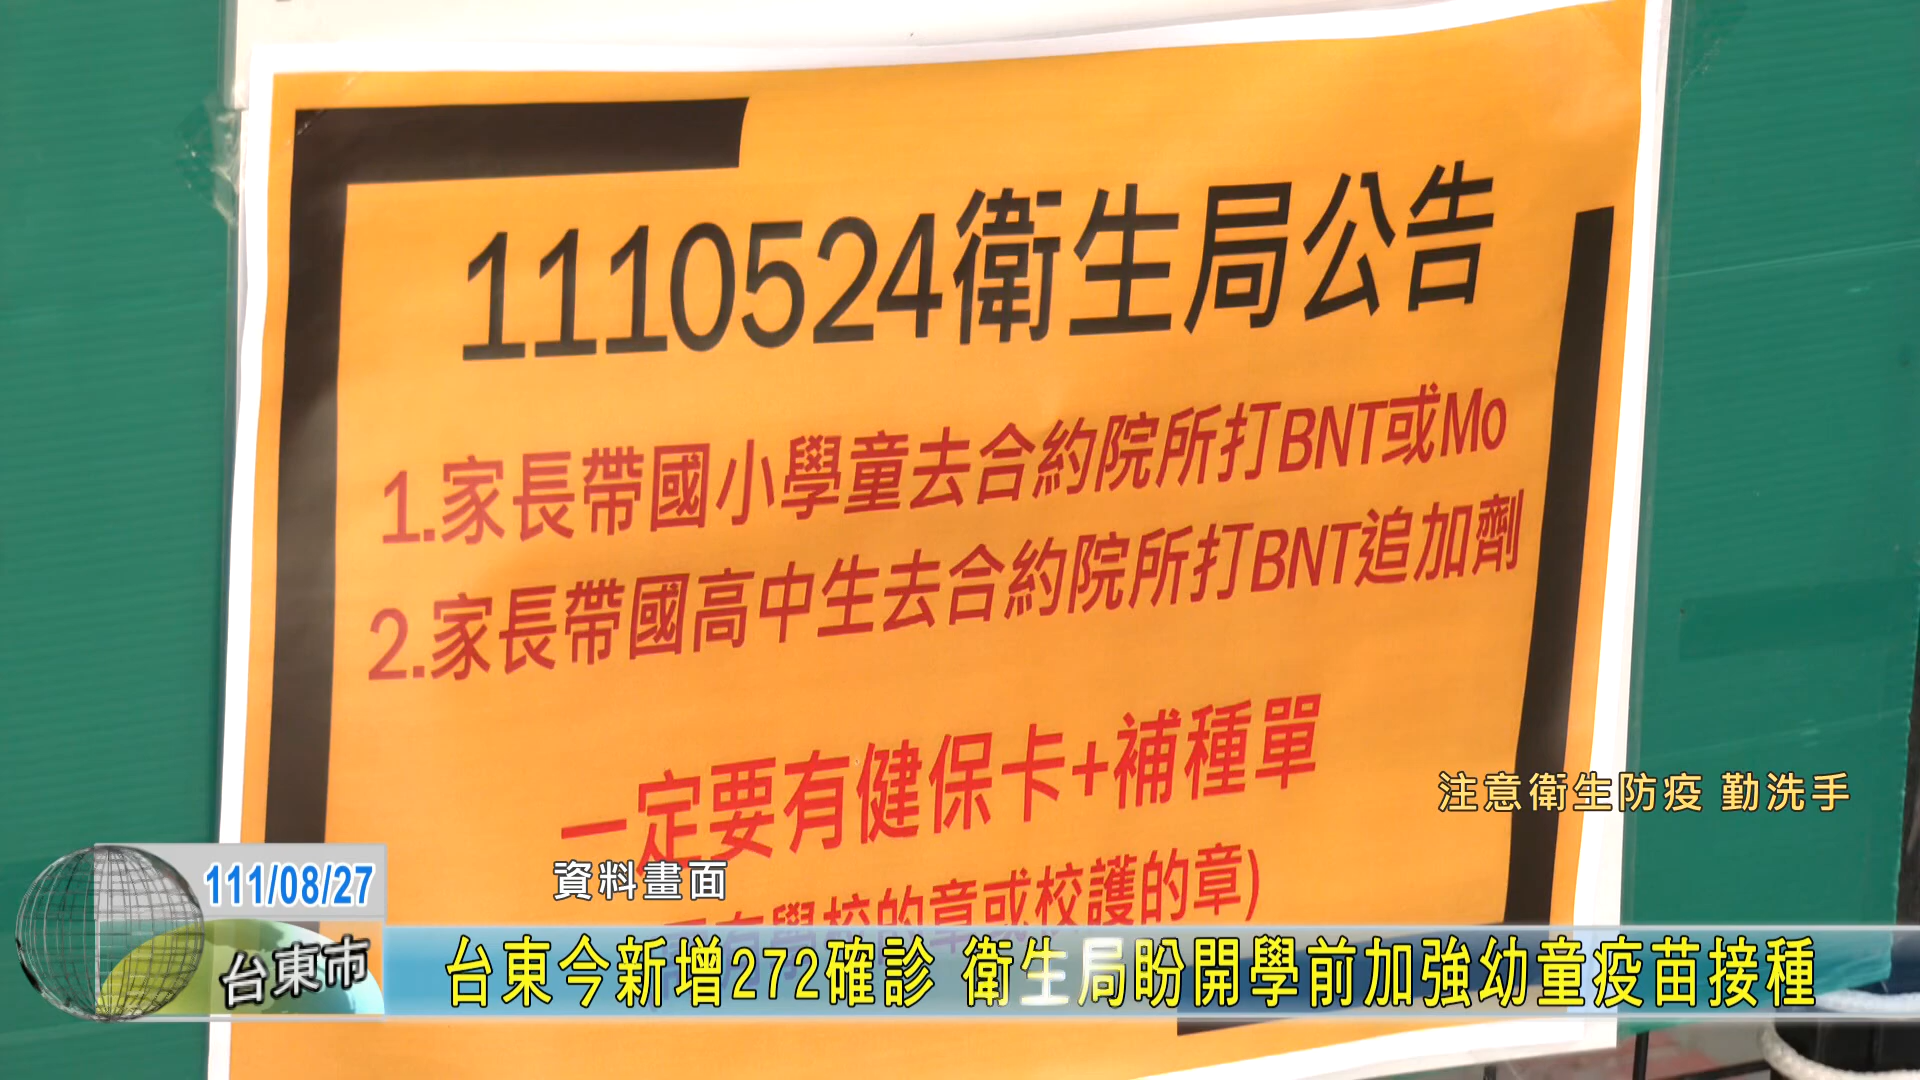 1110524衛生局公告
1.家長帶國小學童去合約院所打BNT或Mo
2.家長帶國高中生去合約院所打BNT追加劑
一定要有健保卡+補種單
注意衛生防疫 勤洗手
111/08/27
資料畫面
學校的章或校護的章)
台東市
台東今新增272確診 衛生局盼開學前加強幼童疫苗接種